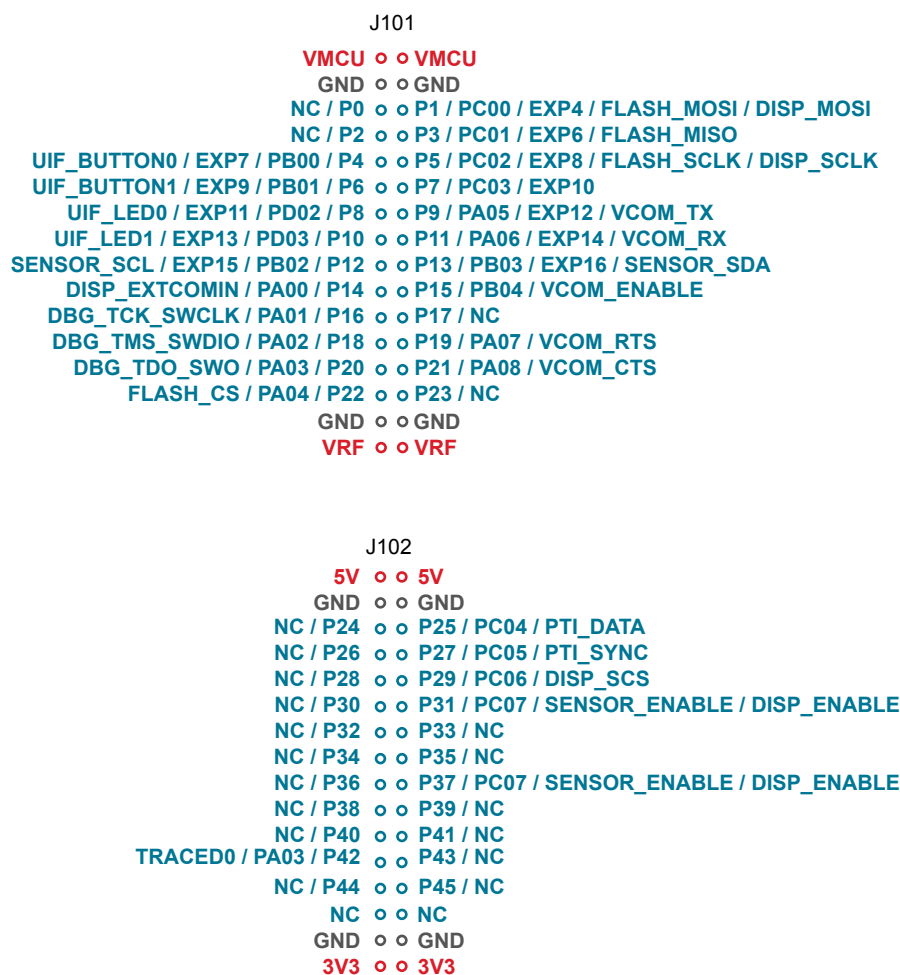 J101
VMCU VMCU
GND GND
NC / P0 P1 / PC00 / EXP4 / FLASH_MOSI / DISP_MOSI
NC / P2 P3 / PC01 / EXP6 / FLASH_MISO
UIF_BUTTON0 / EXP7 / PB00 / P4 P5 / PC02 / EXP8 / FLASH_SCLK / DISP_SCLK
UIF_BUTTON1 / EXP9 / PB01 / P6 P7 / PC03 / EXP10
UIF_LED0 / EXP11 / PD02 / P8 P9 / PA05 / EXP12 / VCOM_TX
UIF_LED1 / EXP13 / PD03 / P10 P11 / PA06 / EXP14 / VCOM_RX
SENSOR_SCL / EXP15 / PB02 / P12 P13 / PB03 / EXP16 / SENSOR_SDA
DISP_EXTCOMIN / PA00 / P14 P15 / PB04 / VCOM_ENABLE
DBG_TCK_SWCLK / PA01 / P16 P17 / NC
DBG_TMS_SWDIO / PA02 / P18 P19 / PA07 / VCOM_RTS
DBG_TDO_SWO / PA03 / P20 P21 / PA08 / VCOM_CTS
FLASH_CS / PA04 / P22 P23 / NC
GND GND
VRF VRF
J102
5V 5V
GND GND
NC / P24 P25 / PC04 / PTI_DATA
NC / P26 P27 / PC05 / PTI_SYNC
NC / P28 P29 / PC06 / DISP_SCS
NC / P30 P31 / PC07 / SENSOR_ENABLE / DISP_ENABLE
NC / P32 P33 / NC
NC / P34 P35 / NC
NC / P36 P37 / PC07 / SENSOR_ENABLE / DISP_ENABLE
NC / P38 P39 / NC
NC / P40 P41 / NC
TRACED0 / PA03 / P42 P43 / NC
NC / P44 P45 / NC
NC NC
GND GND
3V3 3V3